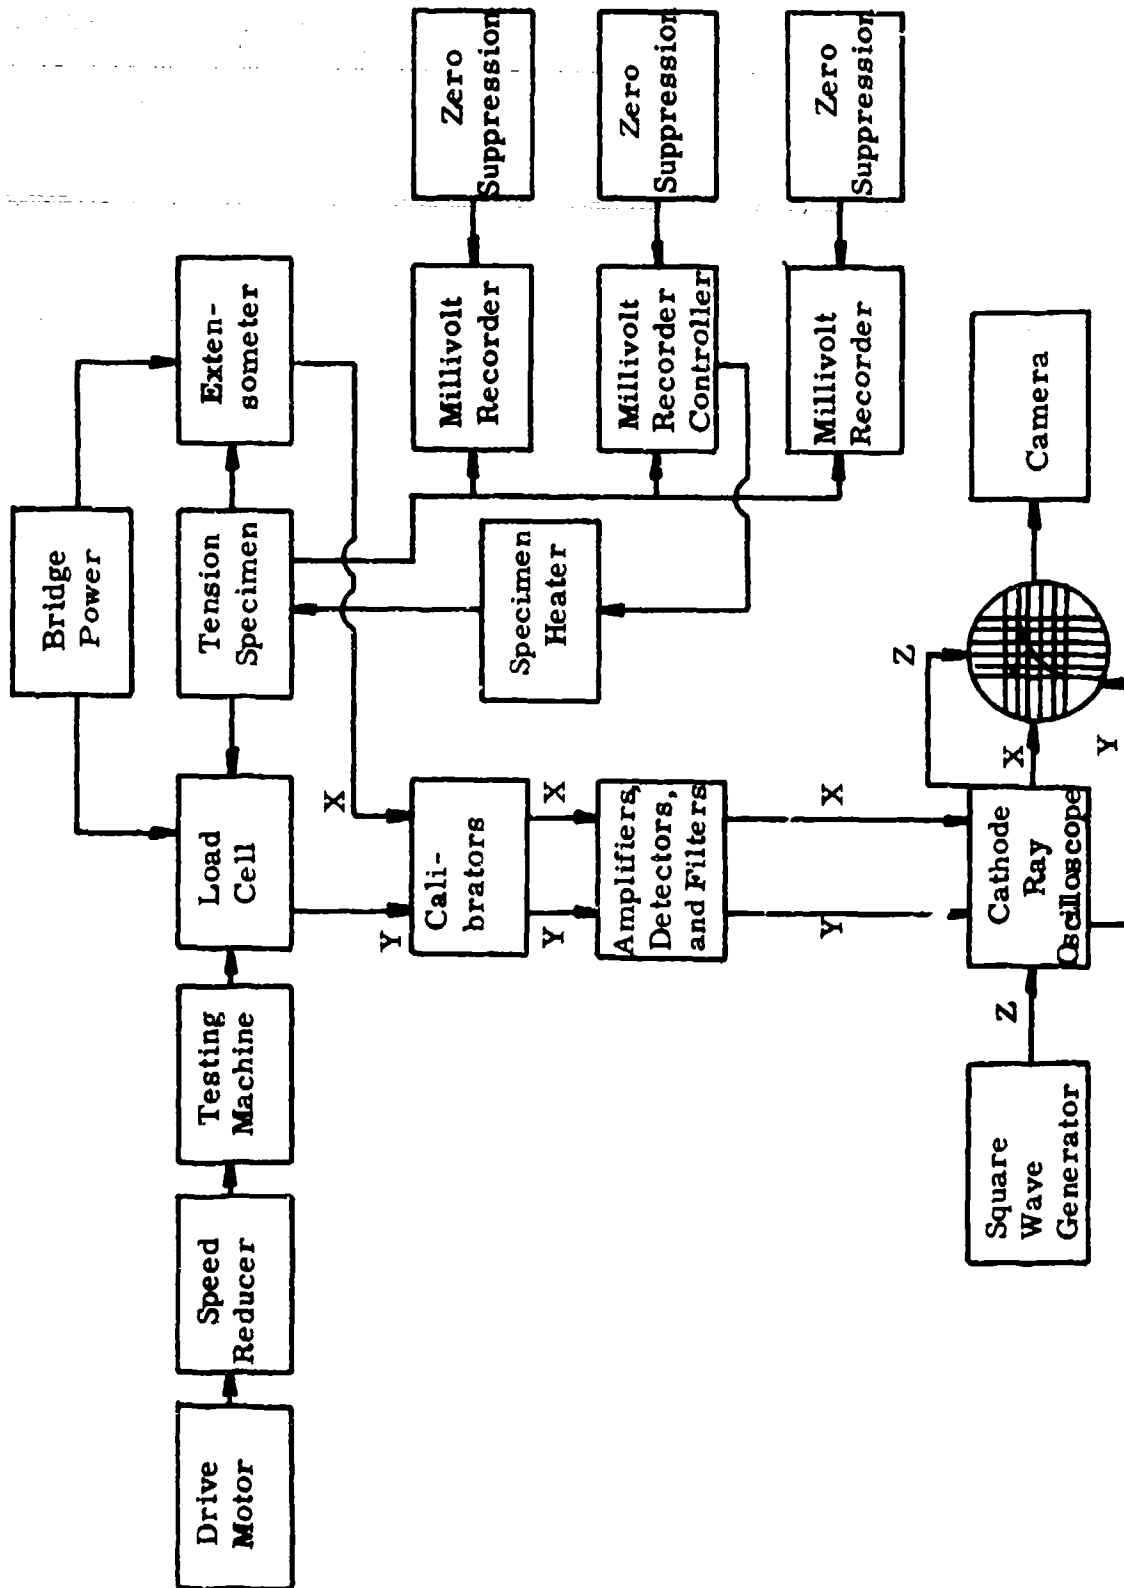 Bridge
Power
Drive
Motor
Speed
Reducer
Testing
Machine
Load
Cell
Tension
Specimen
Exten-
someter
X
Y
Cali-
brators
X
Y
Amplifiers,
Detectors,
and Filters
X
Y
Specimen
Heater
Millivolt
Recorder
Zero
Suppression
Millivolt
Recorder
Controller
Zero
Suppression
Millivolt
Recorder
Zero
Suppression
Square
Wave
Generator
Z
Cathode
Ray
Oscilloscope
Z
X
Y
Camera